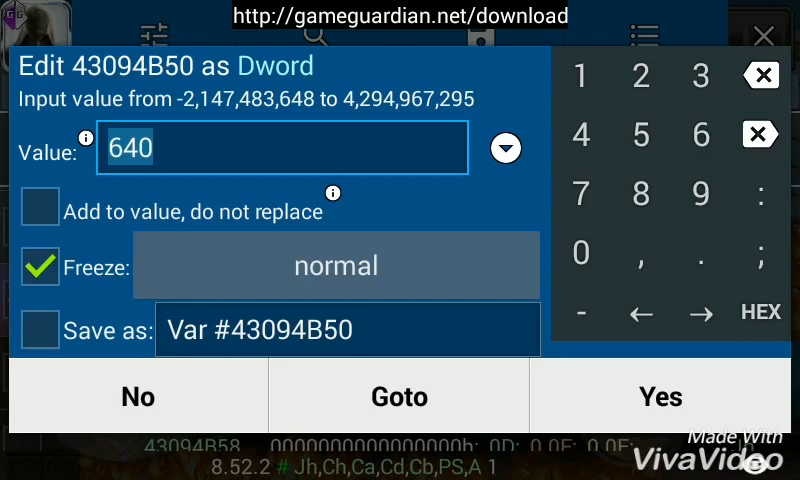 http://gameguardian.net/download
Edit 43094B50 as Dword
Input value from -2,147,483,648 to 4,294,967,295
Value: 640
Add to value, do not replace
Freeze: normal
Save as: Var #43094B50
1 2 3
4 5 6
7 8 9 :
0 , . ;
- ← → HEX
No Goto Yes
43094B58 000000000000000b; 0D; 0.0F; 0.0E;
8.52.2 # Jh,Ch,Ca,Cd,Cb,PS,A 1
Made With
VivaVideo